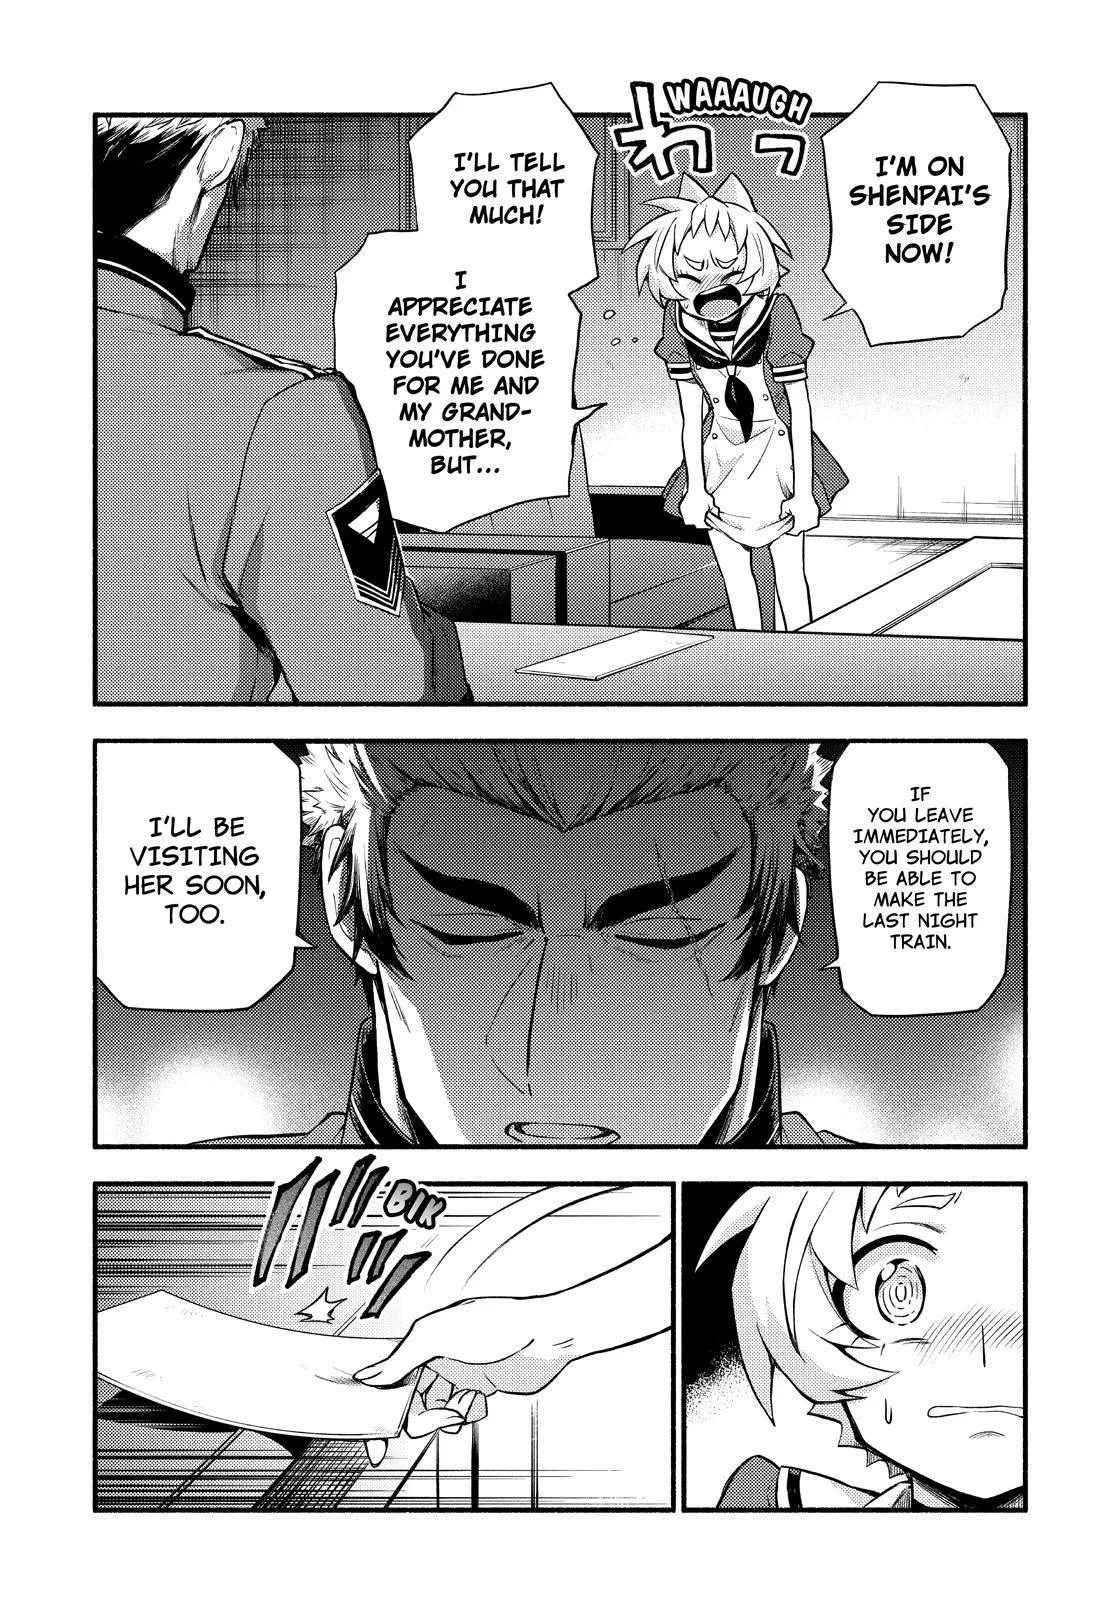 I'M ON
SHENPAI'S
SIDE
NOW!
WAAAUGH
わっ
I'LL TELL
YOU THAT
MUCH!
I
APPRECIATE
EVERYTHING
YOU'VE DONE
FOR ME AND
MY GRAND-
MOTHER,
BUT...
IF
YOU LEAVE
IMMEDIATELY,
YOU SHOULD
BE ABLE TO
MAKE THE
LAST NIGHT
TRAIN.
I'LL BE
VISITING
HER SOON,
TOO.
BIK